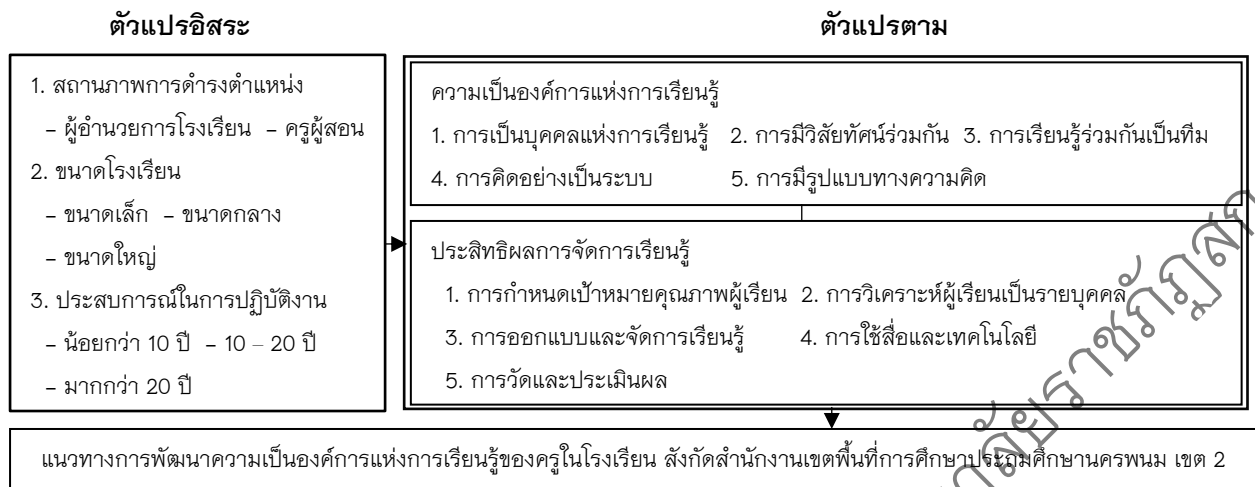 ตัวแปรอิสระ
ตัวแปรตาม
1. สถานภาพการดำรงตำแหน่ง
– ผู้อำนวยการโรงเรียน – ครูผู้สอน
2. ขนาดโรงเรียน
– ขนาดเล็ก – ขนาดกลาง
– ขนาดใหญ่
3. ประสบการณ์ในการปฏิบัติงาน
– น้อยกว่า 10 ปี – 10 – 20 ปี
– มากกว่า 20 ปี
ความเป็นองค์การแห่งการเรียนรู้
1. การเป็นบุคคลแห่งการเรียนรู้ 2. การมีวิสัยทัศน์ร่วมกัน 3. การเรียนรู้ร่วมกันเป็นทีม
4. การคิดอย่างเป็นระบบ 5. การมีรูปแบบทางความคิด
ประสิทธิผลการจัดการเรียนรู้
1. การกำหนดเป้าหมายคุณภาพผู้เรียน 2. การวิเคราะห์ผู้เรียนเป็นรายบุคคล
3. การออกแบบและจัดการเรียนรู้ 4. การใช้สื่อและเทคโนโลยี
5. การวัดและประเมินผล
แนวทางการพัฒนาความเป็นองค์การแห่งการเรียนรู้ของครูในโรงเรียน สังกัดสำนักงานเขตพื้นที่การศึกษาประถมศึกษานครพนม เขต 2